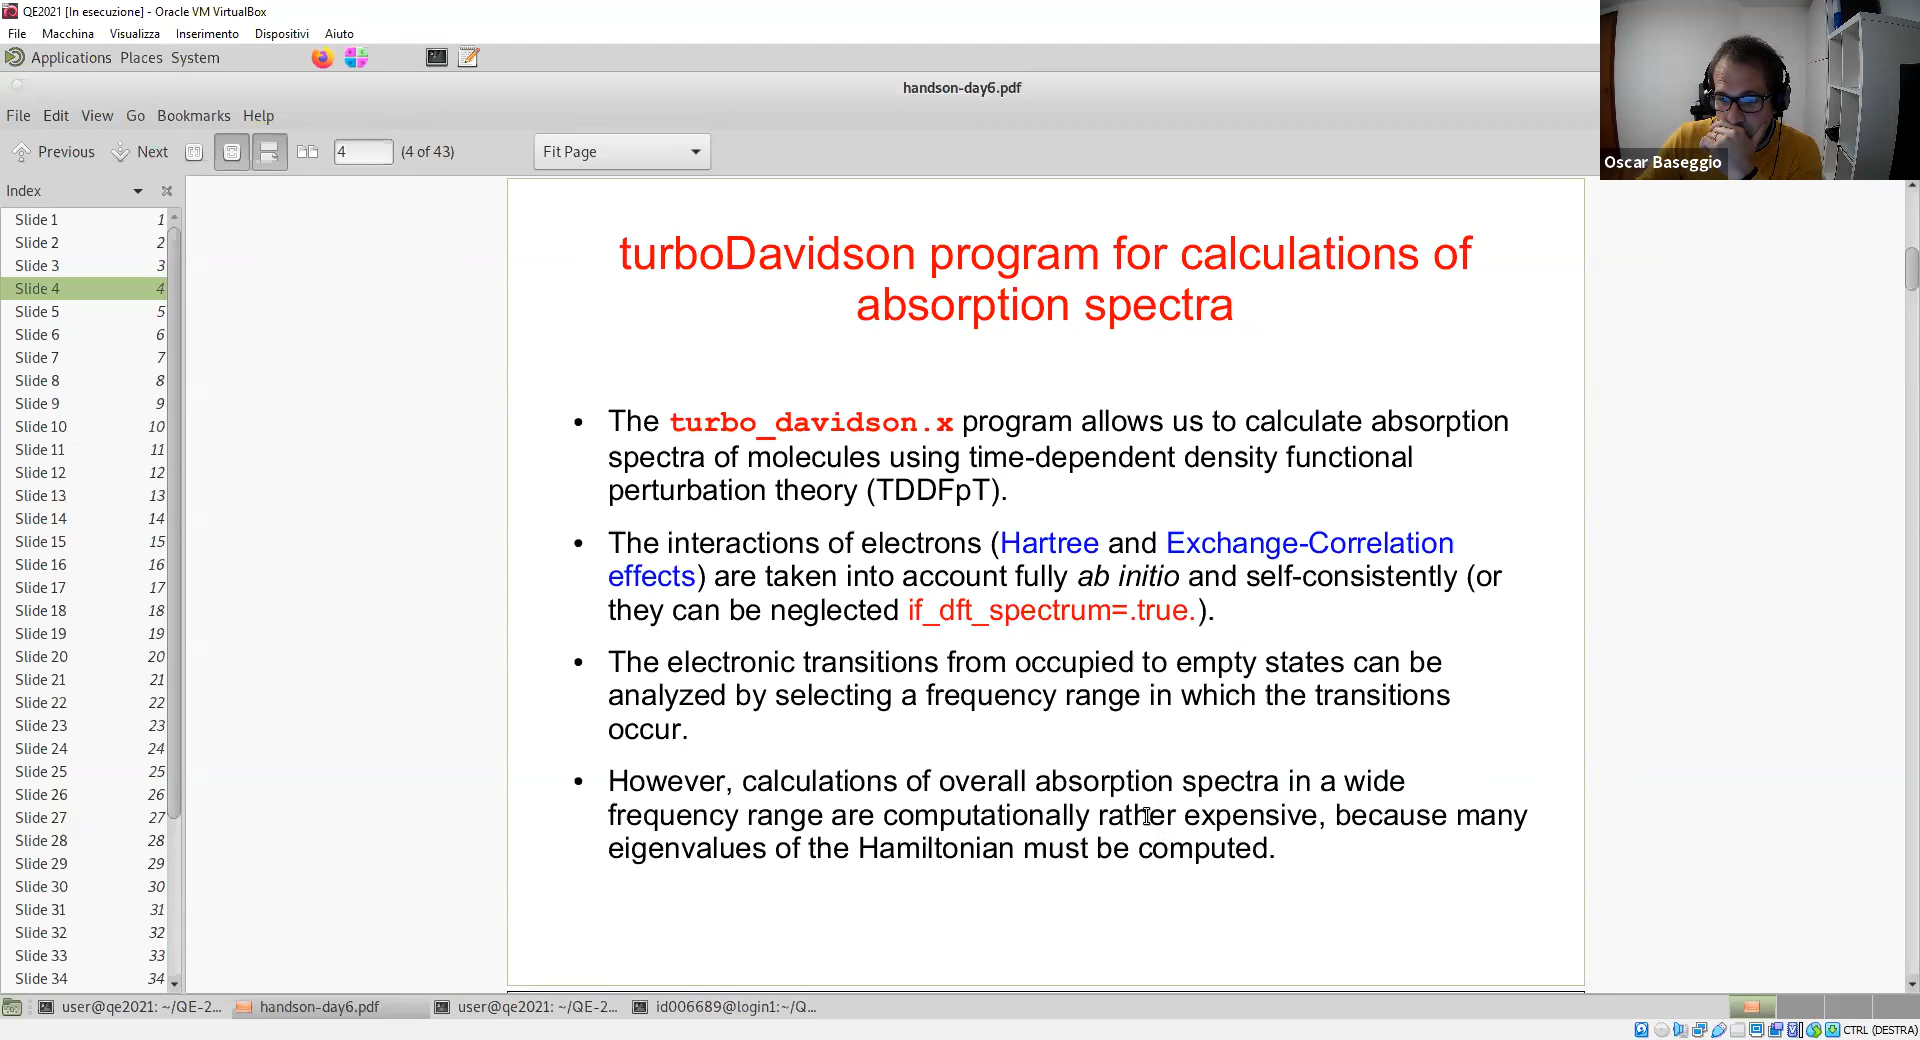 QE2021 [In esecuzione] - Oracle VM VirtualBox
File Macchina Visualizza Inserimento Dispositivi Aiuto
Applications Places System
handson-day6.pdf
File Edit View Go Bookmarks Help
Previous Next 4 (4 of 43) Fit Page
Oscar Baseggio
Index
Slide 1 1
Slide 2 2
Slide 3 3
Slide 4 4
Slide 5 5
Slide 6 6
Slide 7 7
Slide 8 8
Slide 9 9
Slide 10 10
Slide 11 11
Slide 12 12
Slide 13 13
Slide 14 14
Slide 15 15
Slide 16 16
Slide 17 17
Slide 18 18
Slide 19 19
Slide 20 20
Slide 21 21
Slide 22 22
Slide 23 23
Slide 24 24
Slide 25 25
Slide 26 26
Slide 27 27
Slide 28 28
Slide 29 29
Slide 30 30
Slide 31 31
Slide 32 32
Slide 33 33
Slide 34 34
turboDavidson program for calculations of
absorption spectra
• The turbo_davidson.x program allows us to calculate absorption
spectra of molecules using time-dependent density functional
perturbation theory (TDDFpT).
• The interactions of electrons (Hartree and Exchange-Correlation
effects) are taken into account fully ab initio and self-consistently (or
they can be neglected if_dft_spectrum=.true.).
• The electronic transitions from occupied to empty states can be
analyzed by selecting a frequency range in which the transitions
occur.
• However, calculations of overall absorption spectra in a wide
frequency range are computationally rather expensive, because many
eigenvalues of the Hamiltonian must be computed.
user@qe2021: ~/QE-2... handson-day6.pdf user@qe2021: ~/QE-2... id006689@login1:~/Q...
CTRL (DESTRA)